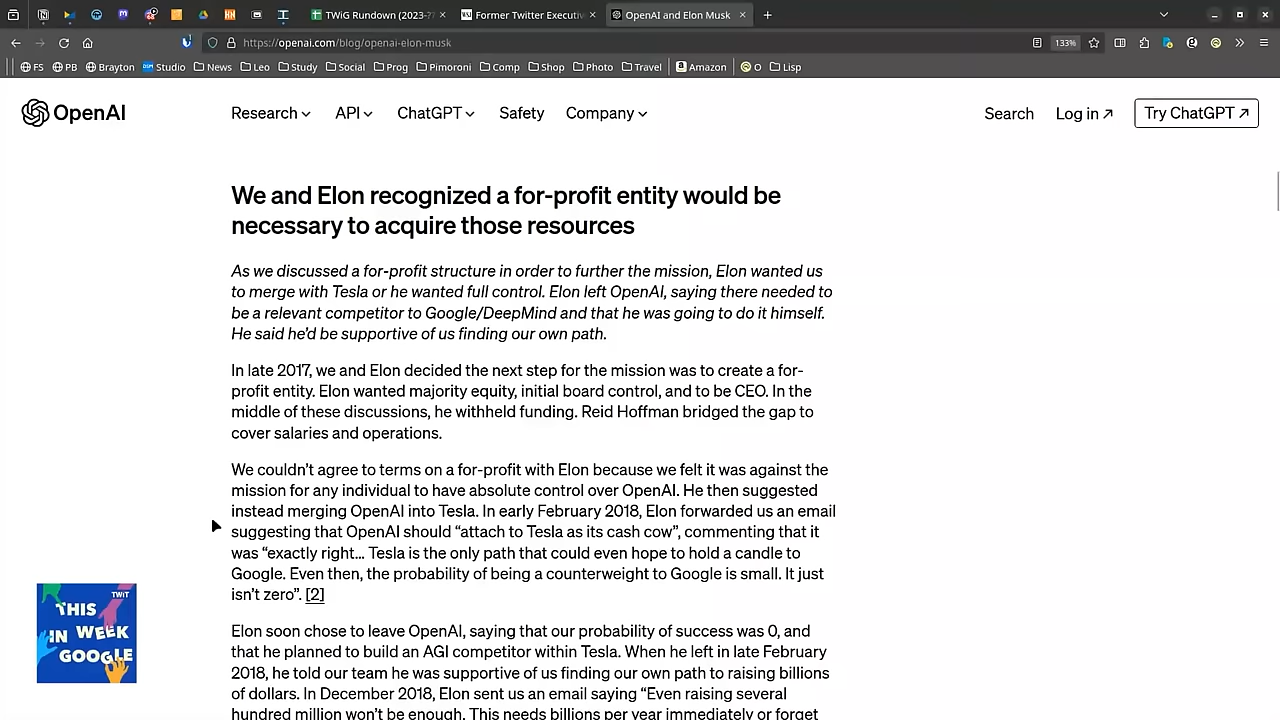 TWiG Rundown (2023-??
Former Twitter Executiv
OpenAI and Elon Musk
https://openai.com/blog/openai-elon-musk
133%
FS PB Brayton Studio News Leo Study Social Prog Pimoroni Comp Shop Photo Travel Amazon O Lisp
OpenAI
Research API ChatGPT Safety Company
Search Log in ↗ Try ChatGPT ↗
We and Elon recognized a for-profit entity would be
necessary to acquire those resources
As we discussed a for-profit structure in order to further the mission, Elon wanted us
to merge with Tesla or he wanted full control. Elon left OpenAI, saying there needed to
be a relevant competitor to Google/DeepMind and that he was going to do it himself.
He said he’d be supportive of us finding our own path.
In late 2017, we and Elon decided the next step for the mission was to create a for-
profit entity. Elon wanted majority equity, initial board control, and to be CEO. In the
middle of these discussions, he withheld funding. Reid Hoffman bridged the gap to
cover salaries and operations.
We couldn’t agree to terms on a for-profit with Elon because we felt it was against the
mission for any individual to have absolute control over OpenAI. He then suggested
instead merging OpenAI into Tesla. In early February 2018, Elon forwarded us an email
suggesting that OpenAI should “attach to Tesla as its cash cow”, commenting that it
was “exactly right… Tesla is the only path that could even hope to hold a candle to
Google. Even then, the probability of being a counterweight to Google is small. It just
isn’t zero”. [2]
Elon soon chose to leave OpenAI, saying that our probability of success was 0, and
that he planned to build an AGI competitor within Tesla. When he left in late February
2018, he told our team he was supportive of us finding our own path to raising billions
of dollars. In December 2018, Elon sent us an email saying “Even raising several
hundred million won’t be enough. This needs billions per year immediately or forget
TWiT
THIS
IN WEEK
GOOGLE